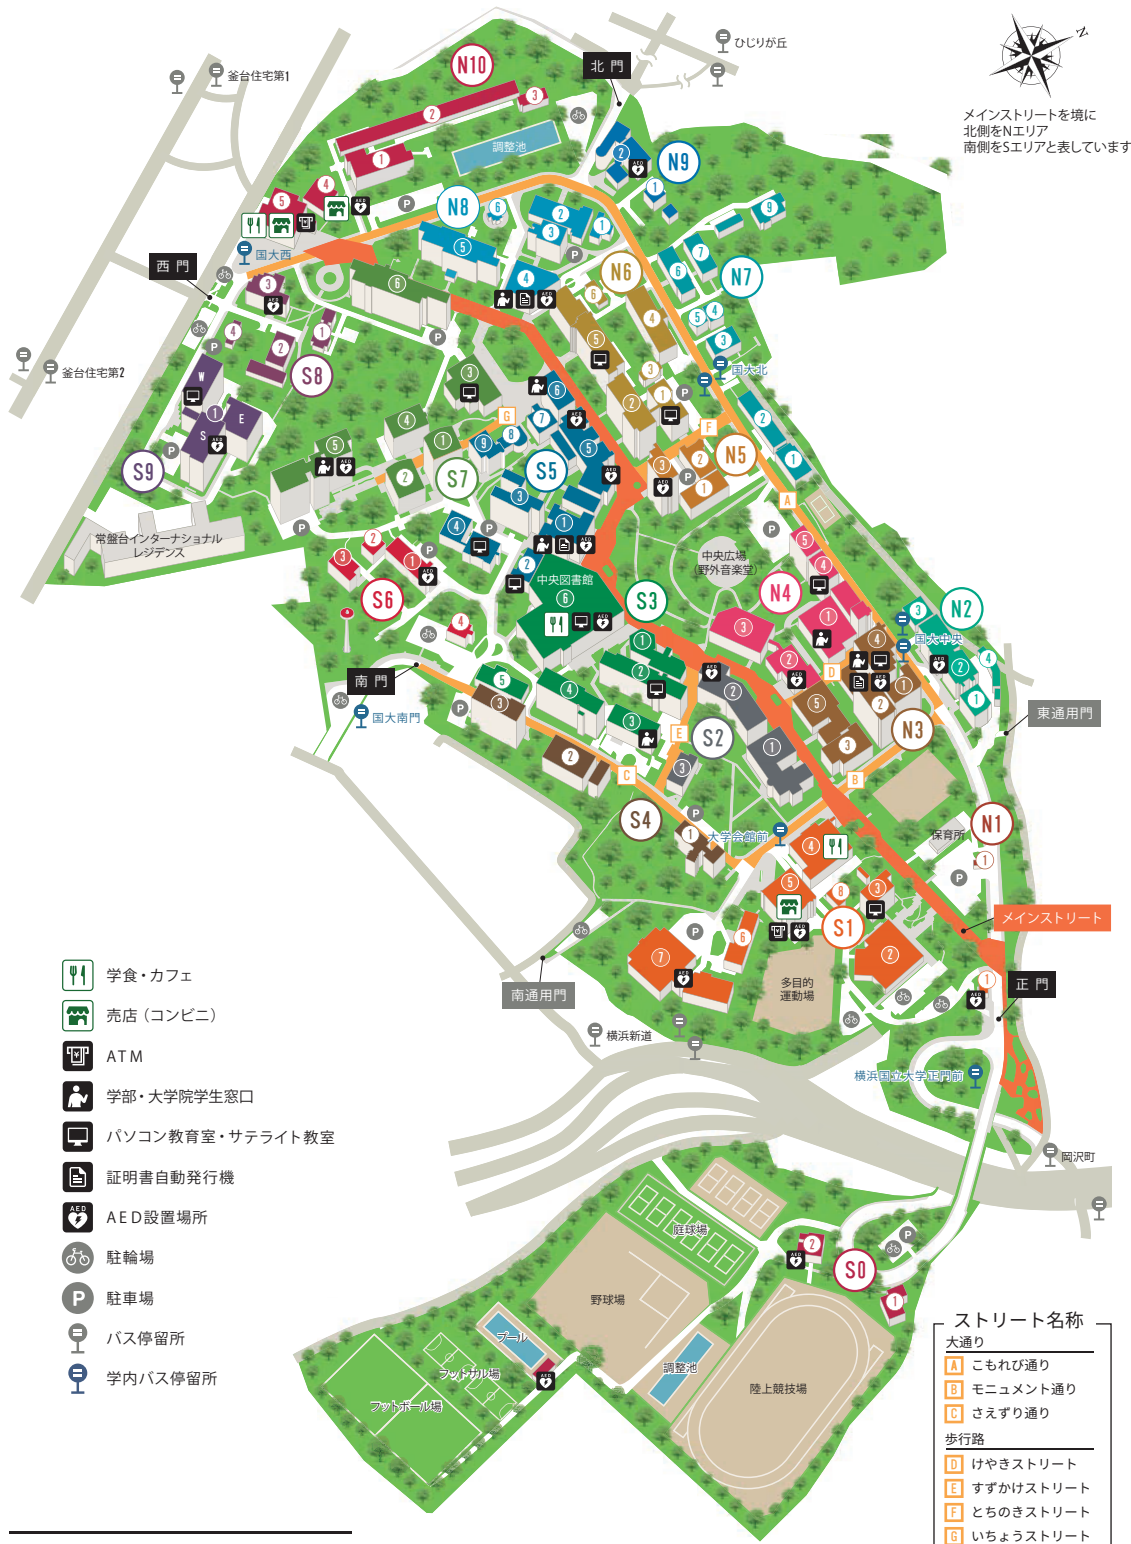 ひじりが丘
北門
N10
釜台住宅第1
N
メインストリートを境に
北側をNエリア
南側をSエリアと表しています
調整池
N9
N8
国大西
西門
N6
N7
国大北
釜台住宅第2
S8
G
F
N5
S9
W
E
S
S7
S5
A
常盤台インターナショナル
レジデンス
中央広場
(野外音楽堂)
中央図書館
N4
N2
S6
S3
国大中央
南門
D
国大南門
東通用門
E
S2
N3
C
B
S4
大学会館前
保育所
N1
メインストリート
S1
多目的
運動場
南通用門
正門
横浜新道
横浜国立大学正門前
岡沢町
学食・カフェ
売店（コンビニ）
ATM
学部・大学院学生窓口
パソコン教育室・サテライト教室
証明書自動発行機
AED設置場所
駐輪場
P 駐車場
バス停留所
学内バス停留所
庭球場
S0
野球場
プール
フットサル場
フットボール場
調整池
陸上競技場
ストリート名称
大通り
A こもれび通り
B モニュメント通り
C さえずり通り
歩行路
D けやきストリート
E すずかけストリート
F とちのきストリート
G いちょうストリート